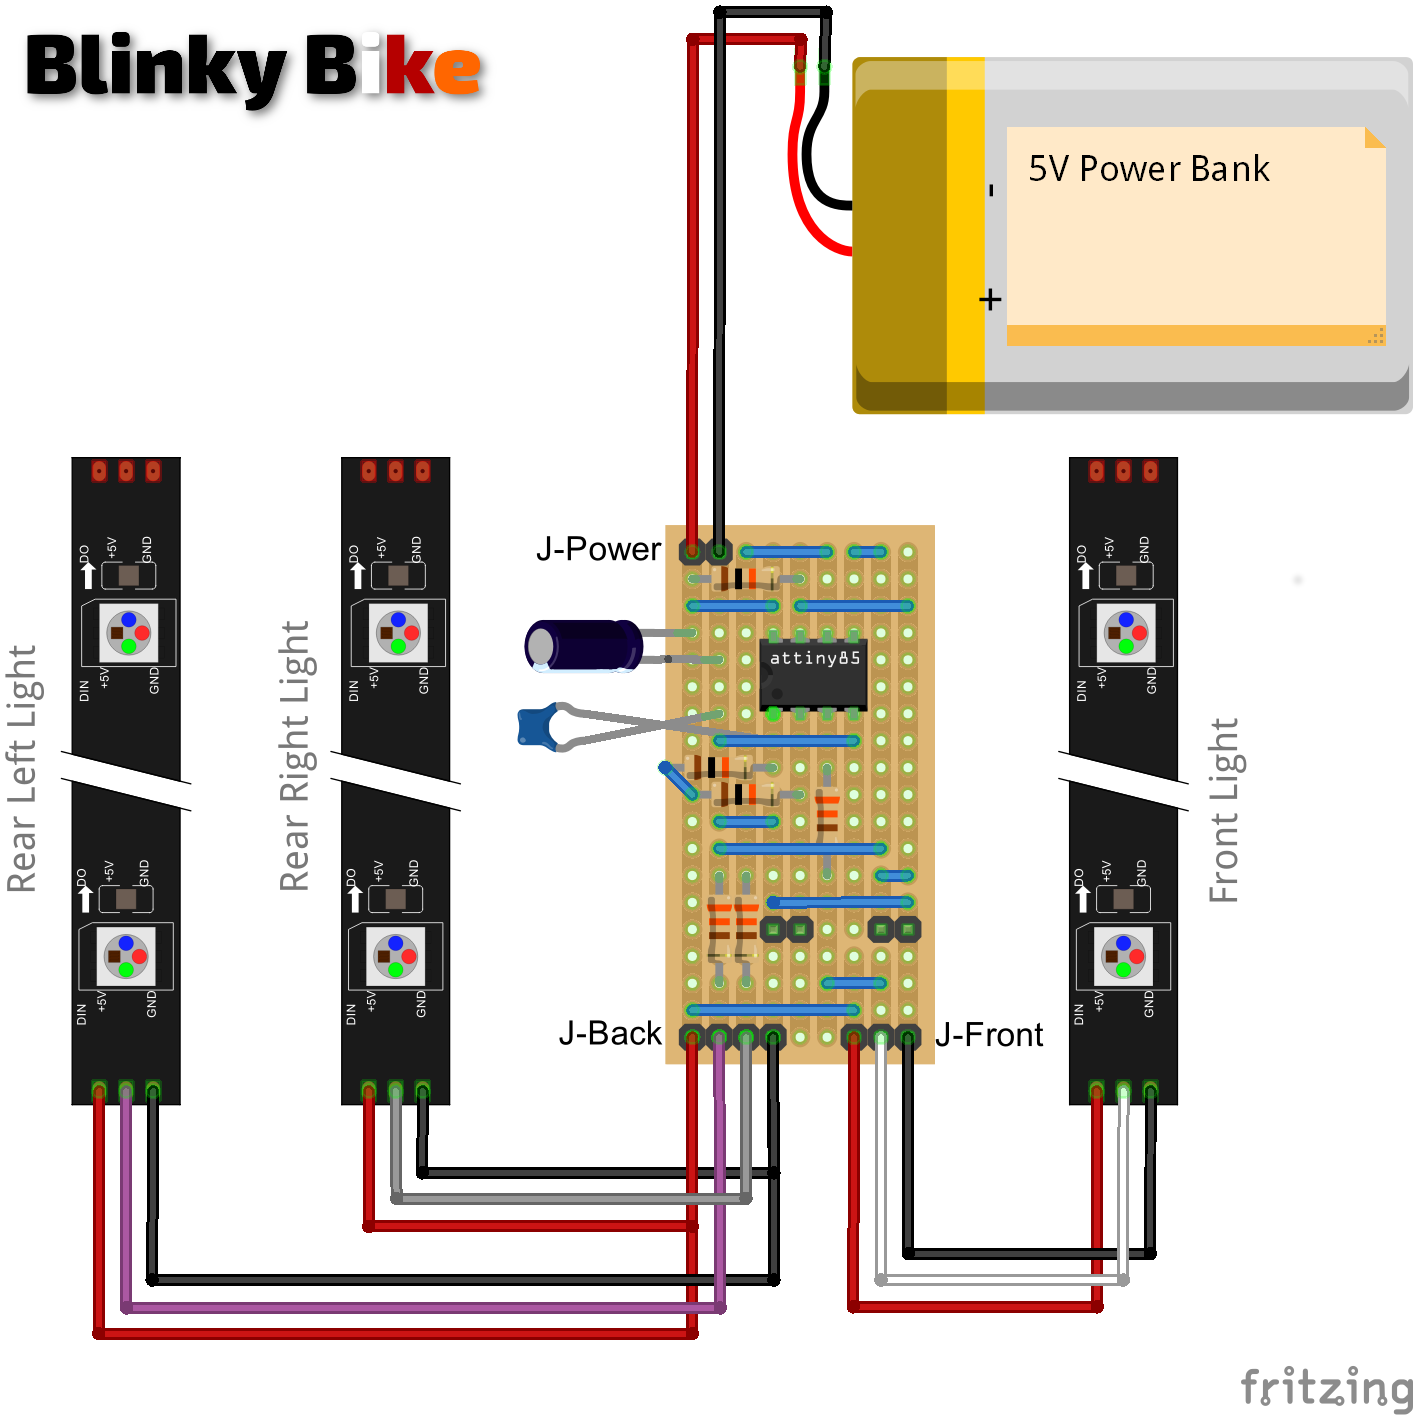 Blinky Bike
5V Power Bank
-
+
J-Power
attiny85
J-Back
J-Front
Rear Left Light
Rear Right Light
Front Light
DO +5V GND
DIN +5V GND
DO +5V GND
DIN +5V GND
DO +5V GND
DIN +5V GND
DO +5V GND
DIN +5V GND
DO +5V GND
DIN +5V GND
DO +5V GND
DIN +5V GND
fritzing